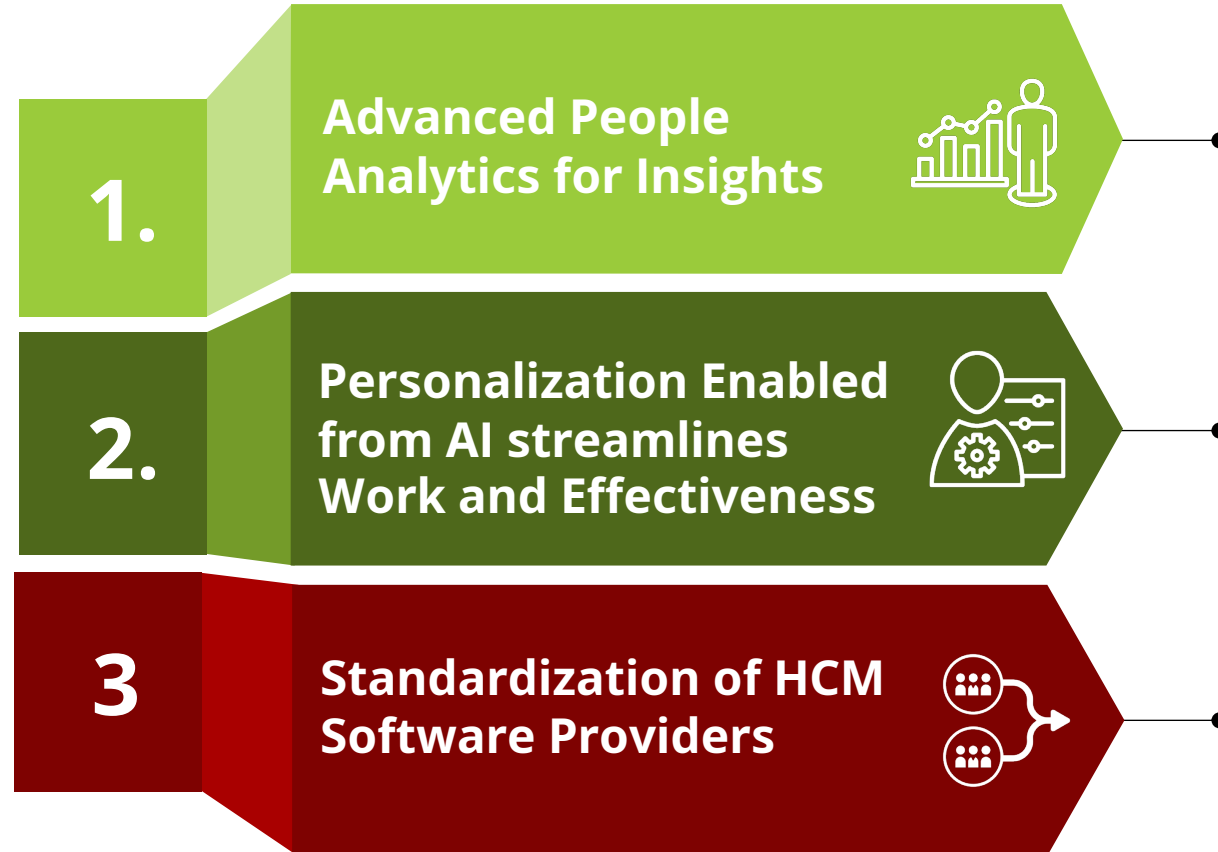 1.
Advanced People
Analytics for Insights
2.
Personalization Enabled
from AI streamlines
Work and Effectiveness
3
Standardization of HCM
Software Providers